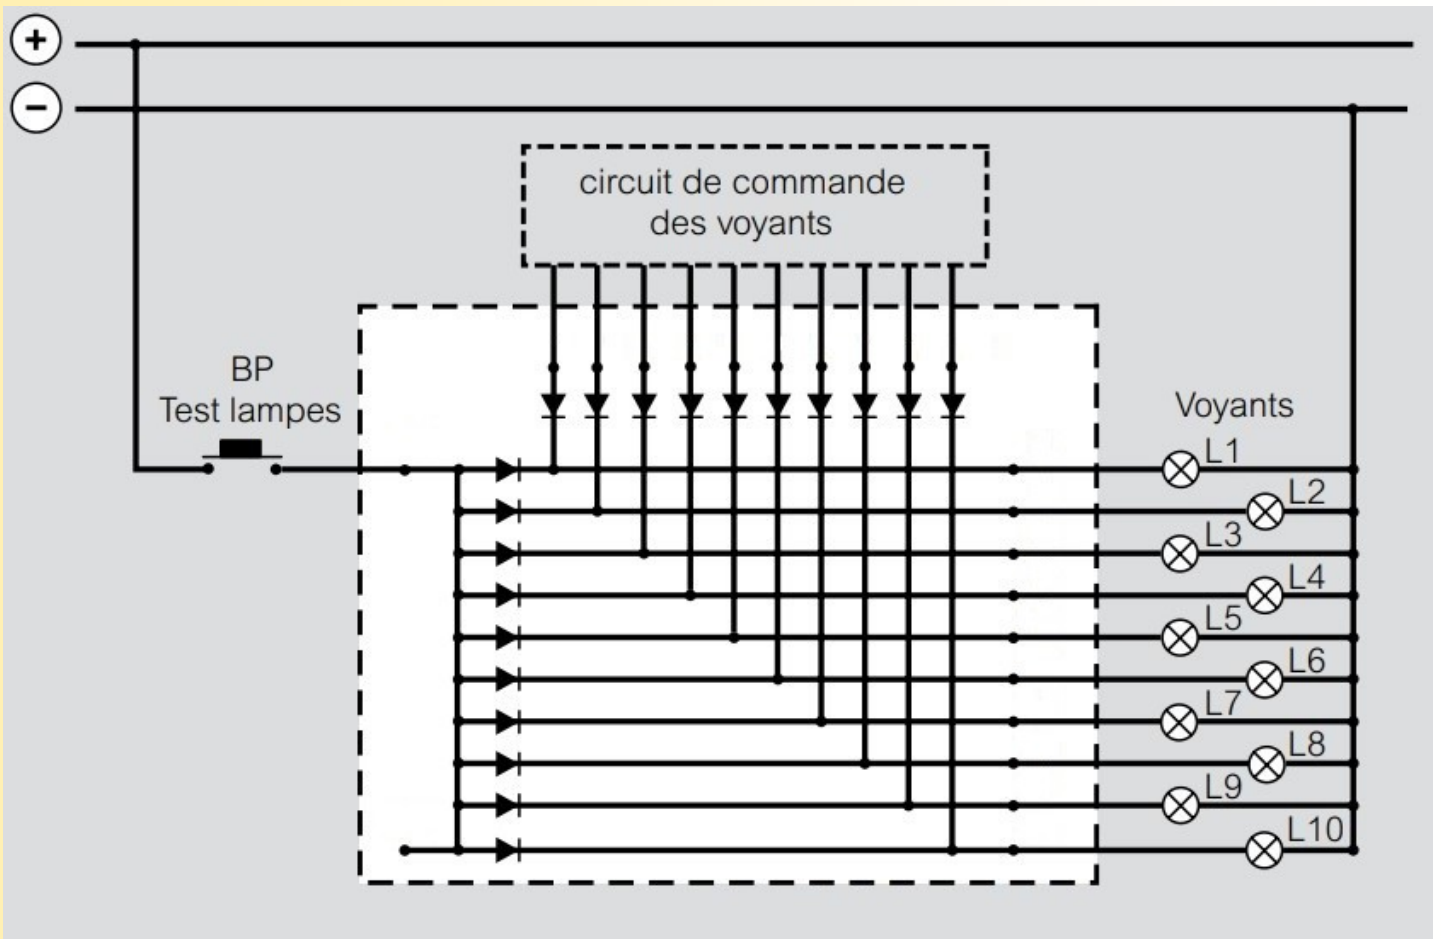 +
−
circuit de commande
des voyants
BP
Test lampes
Voyants
L1
L2
L3
L4
L5
L6
L7
L8
L9
L10